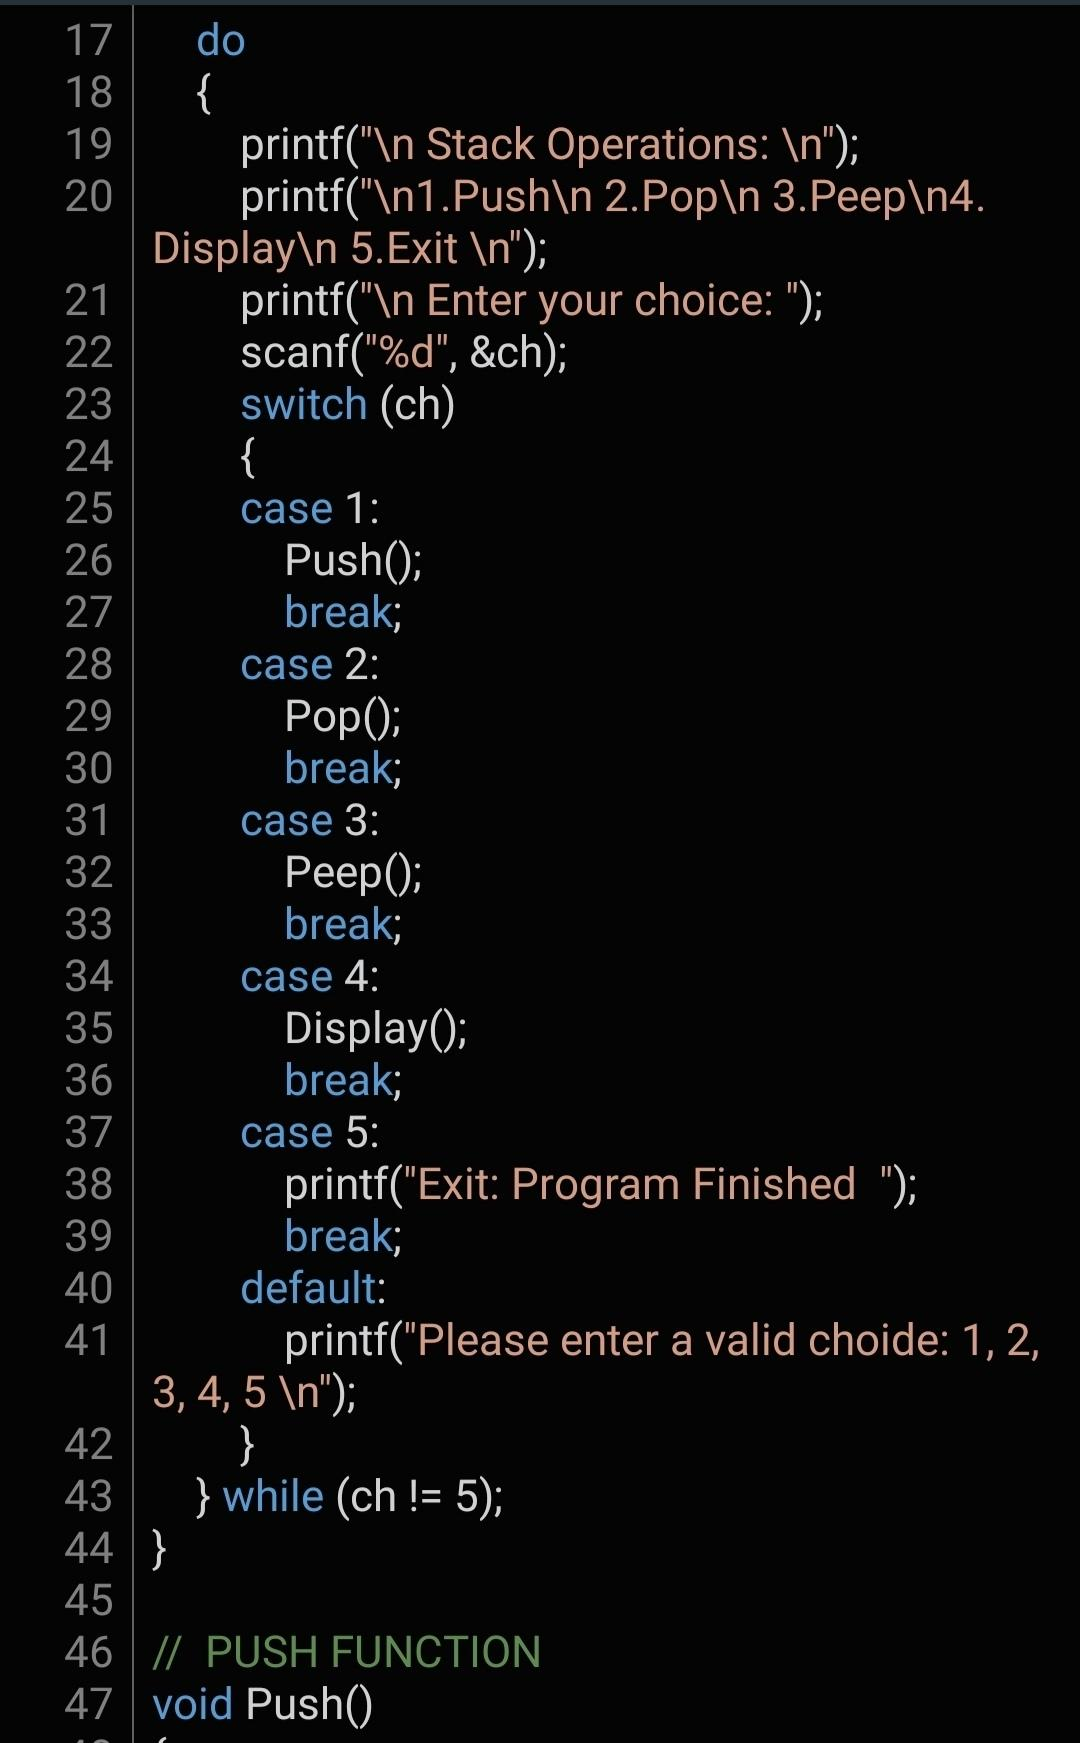 17 do
18 {
19 printf("\n Stack Operations: \n");
20 printf("\n1.Push\n 2.Pop\n 3.Peep\n4.
Display\n 5.Exit \n");
21 printf("\n Enter your choice: ");
22 scanf("%d", &ch);
23 switch (ch)
24 {
25 case 1:
26 Push();
27 break;
28 case 2:
29 Pop();
30 break;
31 case 3:
32 Peep();
33 break;
34 case 4:
35 Display();
36 break;
37 case 5:
38 printf("Exit: Program Finished  ");
39 break;
40 default:
41 printf("Please enter a valid choide: 1, 2,
3, 4, 5 \n");
42 }
43 } while (ch != 5);
44 }
45
46 //  PUSH FUNCTION
47 void Push()